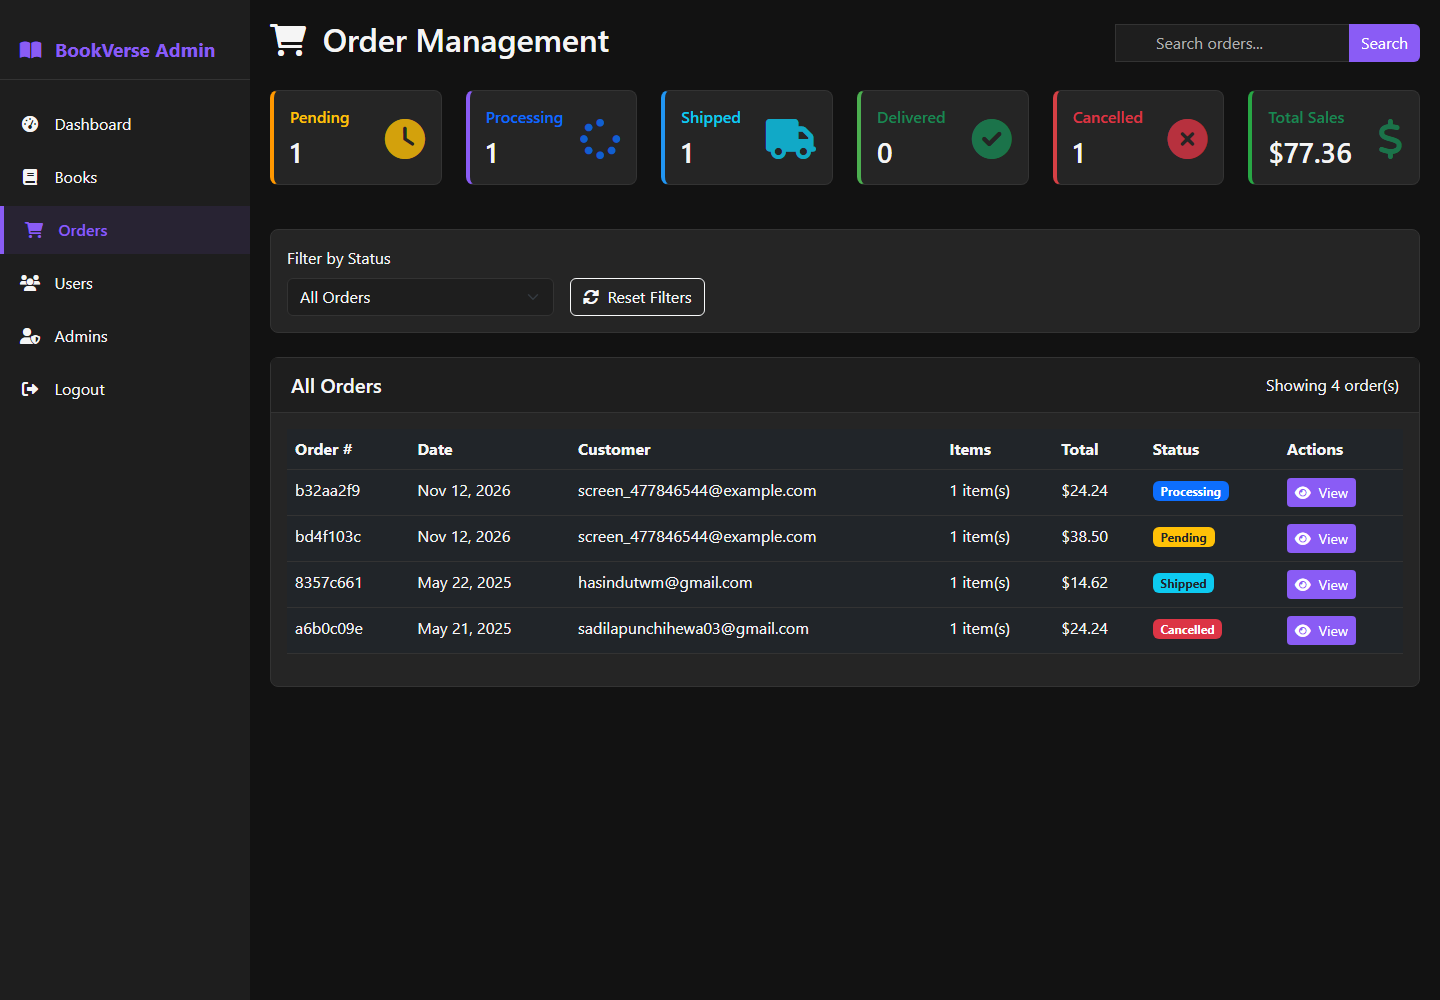 BookVerse Admin
Dashboard
Books
Orders
Users
Admins
Logout
Order Management
Search orders...
Search
Pending
1
Processing
1
Shipped
1
Delivered
0
Cancelled
1
Total Sales
$77.36
Filter by Status
All Orders
Reset Filters
All Orders
Showing 4 order(s)
Order # Date Customer Items Total Status Actions
b32aa2f9 Nov 12, 2026 screen_477846544@example.com 1 item(s) $24.24 Processing View
bd4f103c Nov 12, 2026 screen_477846544@example.com 1 item(s) $38.50 Pending View
8357c661 May 22, 2025 hasindutwm@gmail.com 1 item(s) $14.62 Shipped View
a6b0c09e May 21, 2025 sadilapunchihewa03@gmail.com 1 item(s) $24.24 Cancelled View